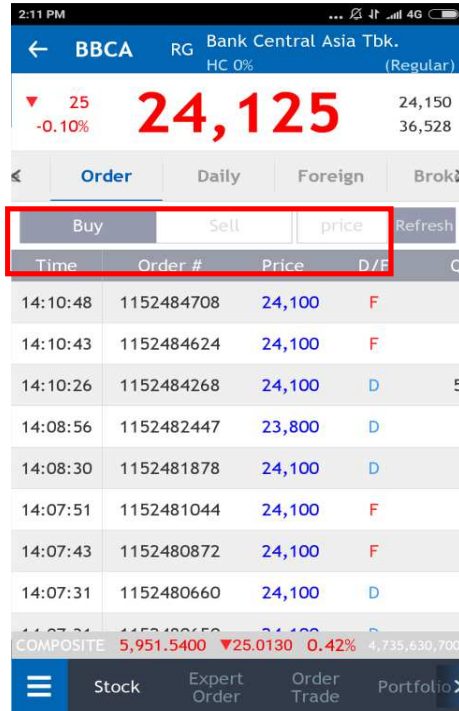 2:11 PM ... 4G
← BBCA RG Bank Central Asia Tbk.
HC 0% (Regular)
▼ 25 24,125 24,150
-0.10% 36,528
Order Daily Foreign
Buy Sell price Refresh
Time Order # Price D/F
14:10:48 1152484708 24,100 F
14:10:43 1152484624 24,100 F
14:10:26 1152484268 24,100 D 5
14:08:56 1152482447 23,800 D
14:08:30 1152481878 24,100 D
14:07:51 1152481044 24,100 F
14:07:43 1152480872 24,100 F
14:07:31 1152480660 24,100 D
COMPOSITE 5,951.5400 ▼25.0130 0.42% 4,735,630,700
Stock Expert Order Order Trade Portfolio